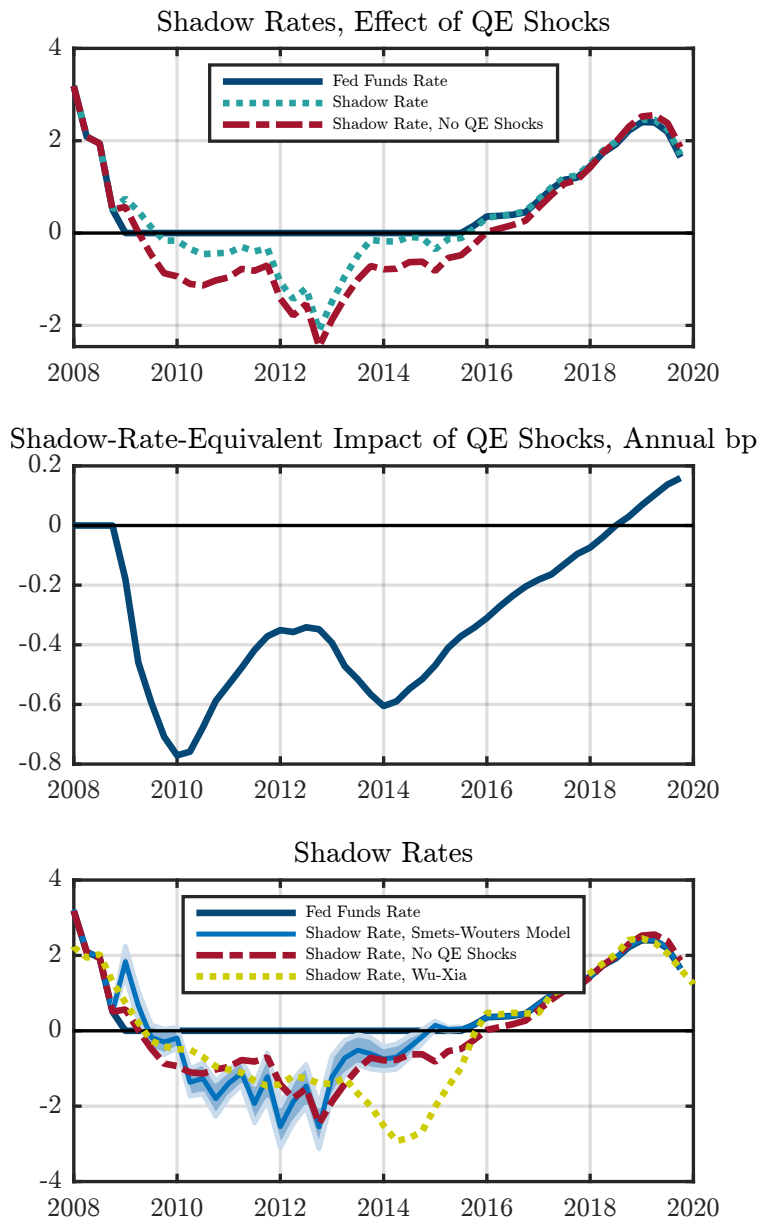 Shadow Rates, Effect of QE Shocks
4
2
0
-2
Fed Funds Rate
Shadow Rate
Shadow Rate, No QE Shocks
2008 2010 2012 2014 2016 2018 2020
Shadow-Rate-Equivalent Impact of QE Shocks, Annual bp
0.2
0
-0.2
-0.4
-0.6
-0.8
2008 2010 2012 2014 2016 2018 2020
Shadow Rates
4
2
0
-2
-4
Fed Funds Rate
Shadow Rate, Smets-Wouters Model
Shadow Rate, No QE Shocks
Shadow Rate, Wu-Xia
2008 2010 2012 2014 2016 2018 2020